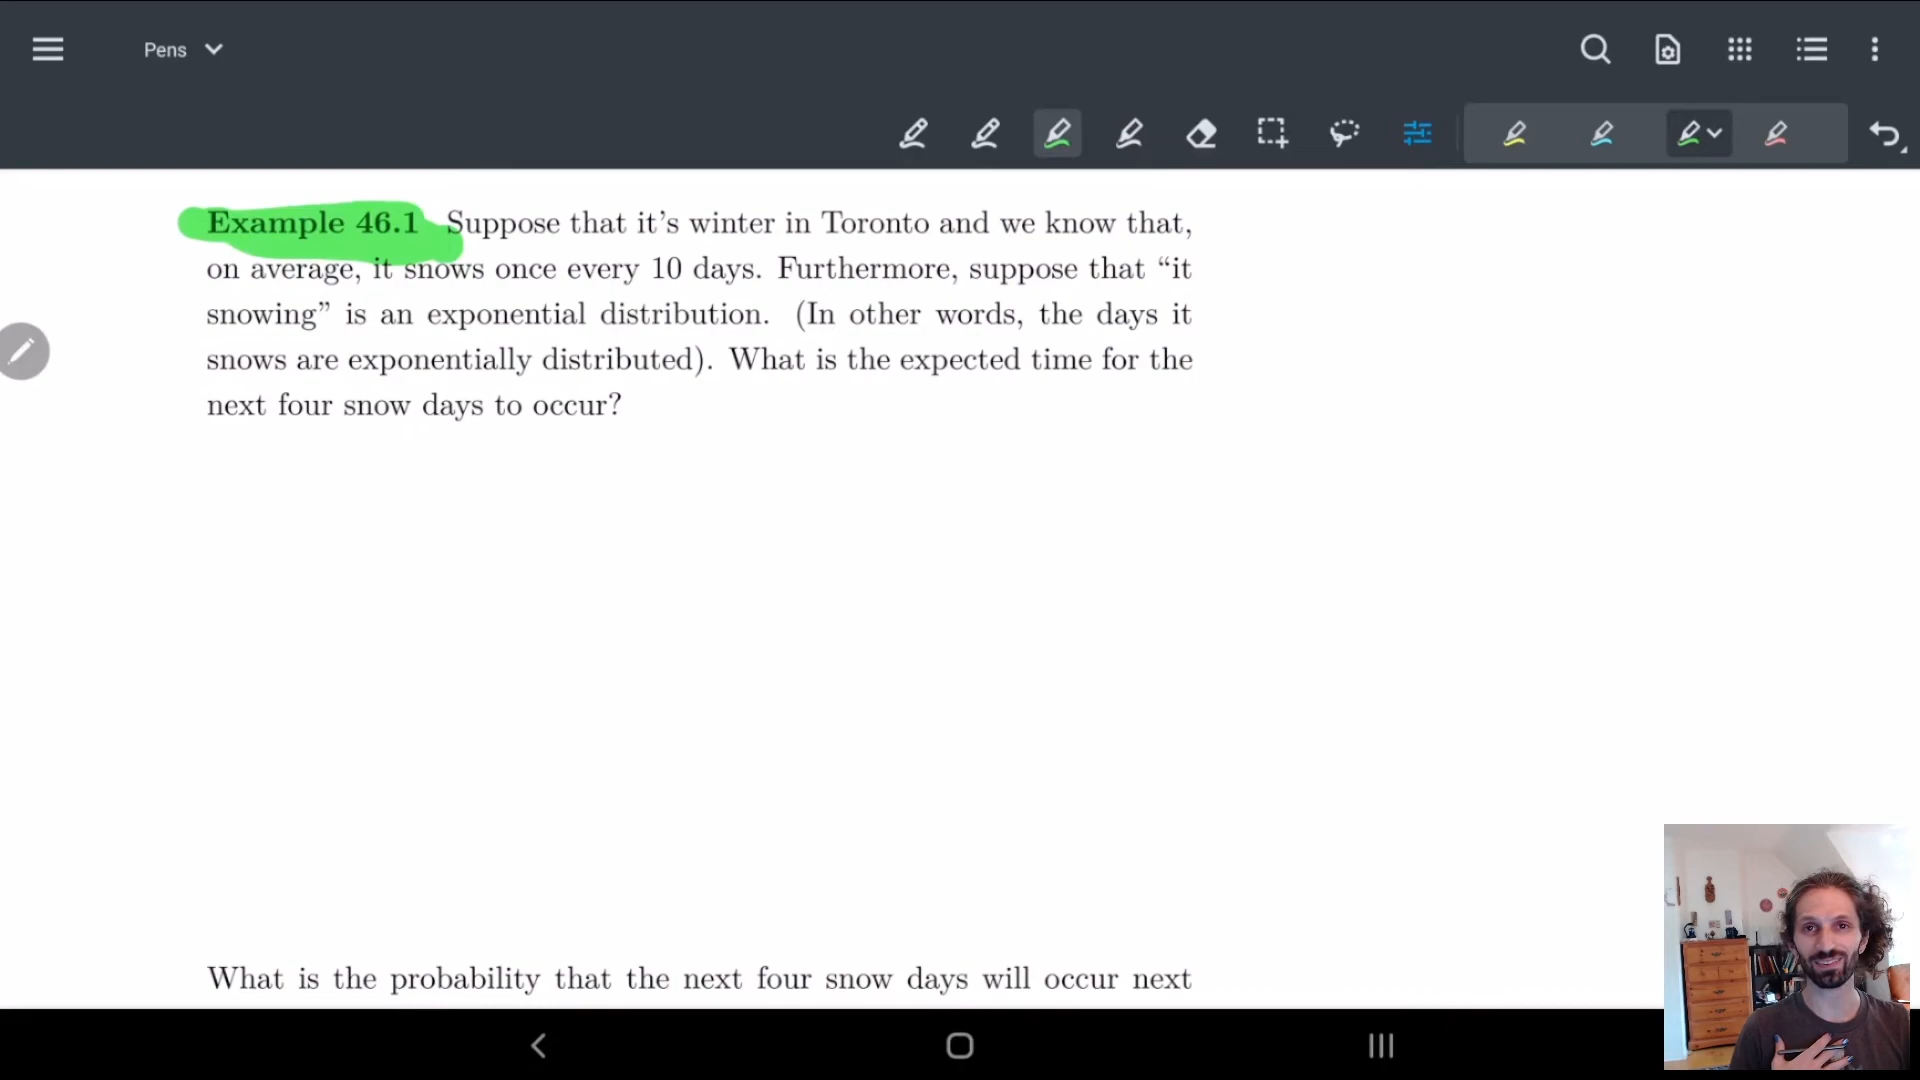 Pens
Example 46.1 Suppose that it's winter in Toronto and we know that,
on average, it snows once every 10 days. Furthermore, suppose that “it
snowing” is an exponential distribution. (In other words, the days it
snows are exponentially distributed). What is the expected time for the
next four snow days to occur?
What is the probability that the next four snow days will occur next